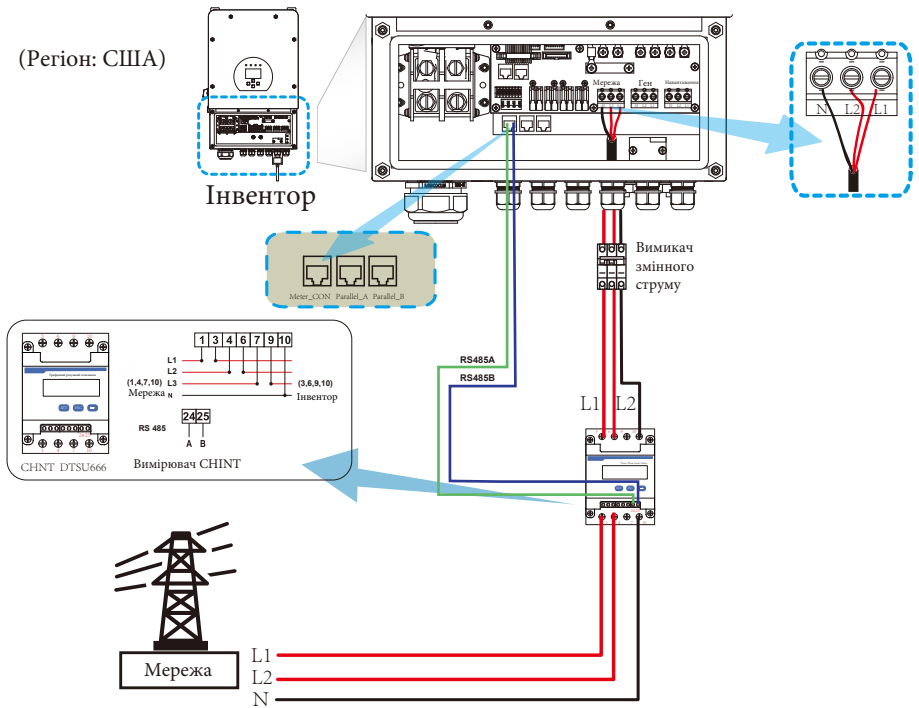 (Регіон: США)
Інвентор
Мережа
Ген
Навантаження
N
L2
L1
Meter_CON Parallel_A Parallel_B
Вимикач
змінного
струму
RS485A
RS485B
L1
L2
1 3 4 6 7 9 10
L1
L2
(1,4,7,10) L3
(3,6,9,10)
Мережа N
Інвентор
24 25
RS 485
A B
CHNT DTSU666
Вимірювач CHINT
Мережа
L1
L2
N